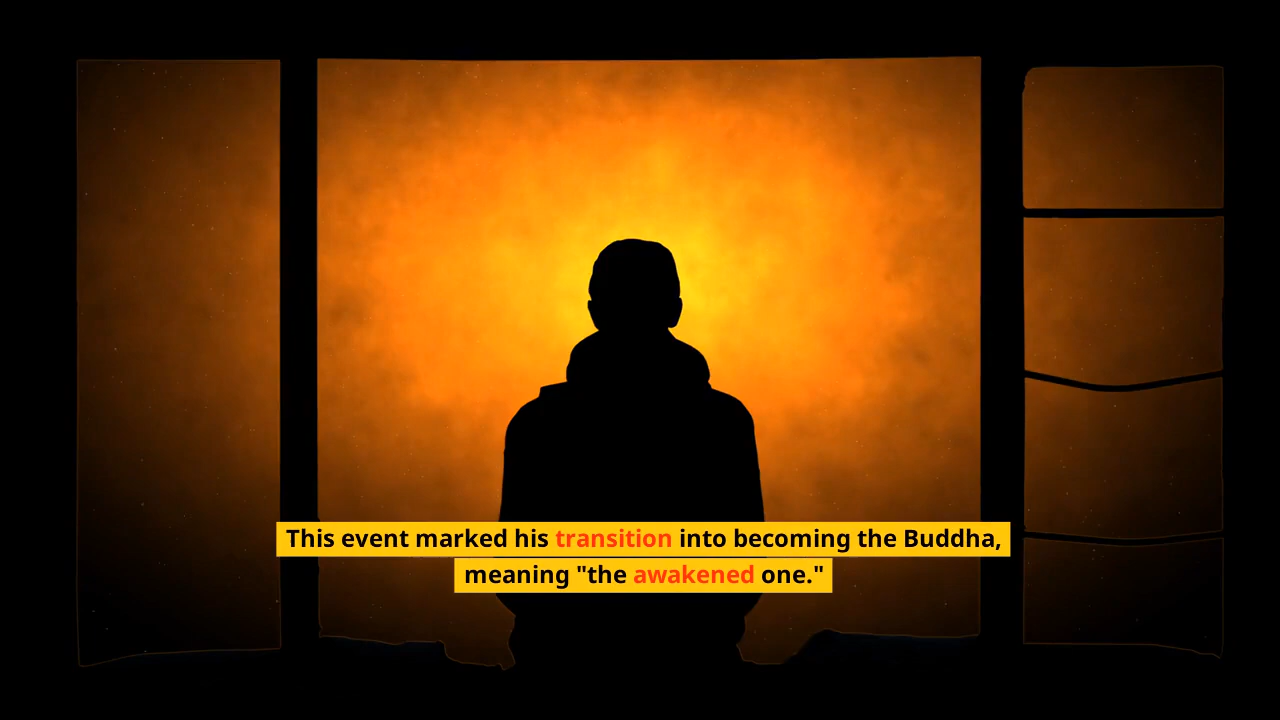 This event marked his transition into becoming the Buddha,
meaning "the awakened one."